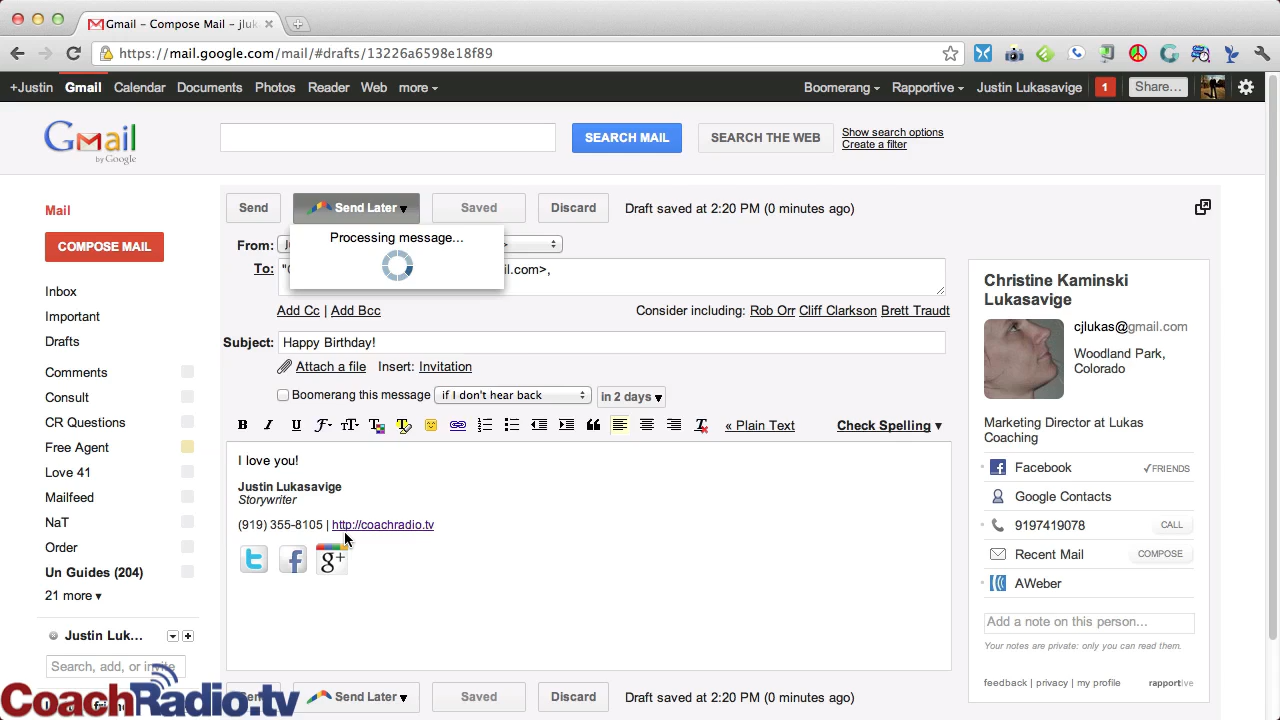 Gmail – Compose Mail – jluk
https://mail.google.com/mail/#drafts/13226a6598e18f89
+Justin Gmail Calendar Documents Photos Reader Web more Boomerang Rapportive Justin Lukasavige 1 Share...
Gmail by Google
SEARCH MAIL SEARCH THE WEB Show search options
Create a filter
Mail
COMPOSE MAIL
Inbox
Important
Drafts
Comments
Consult
CR Questions
Free Agent
Love 41
Mailfeed
NaT
Order
Un Guides (204)
21 more
Justin Luk...
Search, add, or invite
Send Send Later Saved Discard Draft saved at 2:20 PM (0 minutes ago)
Processing message...
From:
To: il.com>,
Add Cc | Add Bcc Consider including: Rob Orr Cliff Clarkson Brett Traudt
Subject: Happy Birthday!
Attach a file Insert: Invitation
Boomerang this message if I don't hear back in 2 days
B I U « Plain Text Check Spelling
I love you!
Justin Lukasavige
Storywriter
(919) 355-8105 | http://coachradio.tv
Send Later Saved Discard Draft saved at 2:20 PM (0 minutes ago)
Christine Kaminski
Lukasavige
cjlukas@gmail.com
Woodland Park,
Colorado
Marketing Director at Lukas
Coaching
Facebook ✓FRIENDS
Google Contacts
9197419078 CALL
Recent Mail COMPOSE
AWeber
Add a note on this person...
Your notes are private: only you can read them.
feedback | privacy | my profile rapportive
CoachRadio.tv